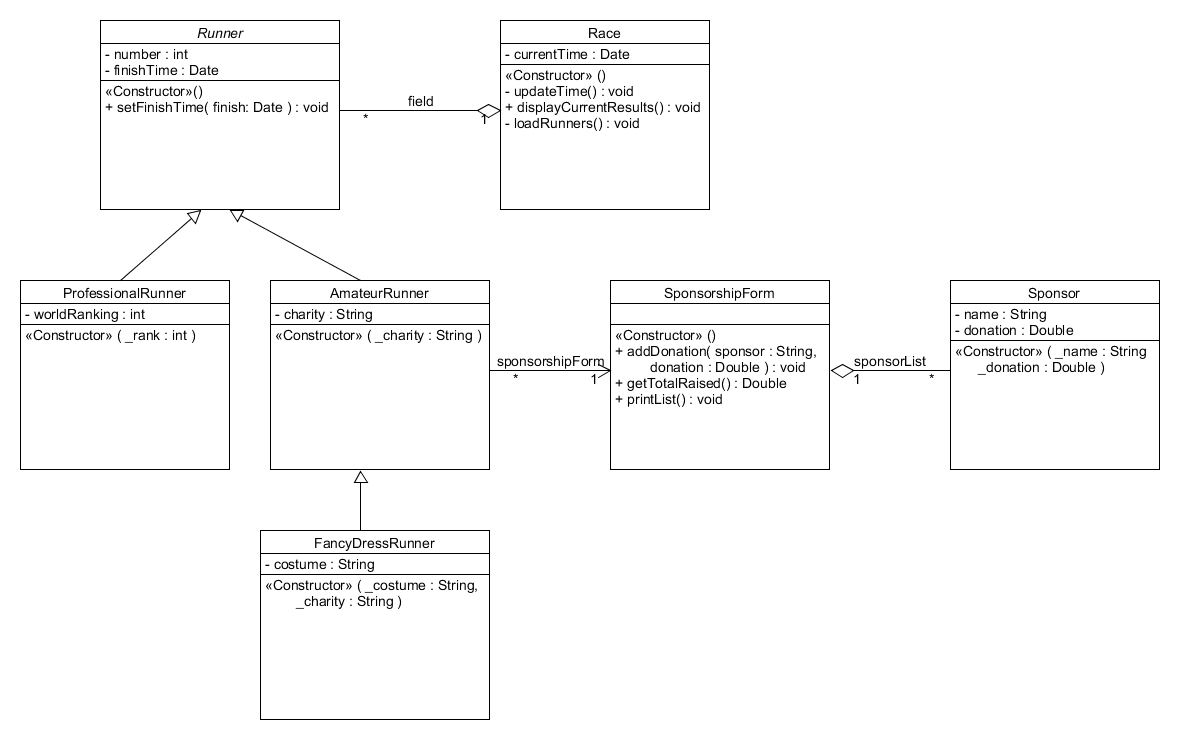 Runner
- number : int
- finishTime : Date
«Constructor»()
+ setFinishTime( finish: Date ) : void
field
*
1
Race
- currentTime : Date
«Constructor» ()
- updateTime() : void
+ displayCurrentResults() : void
- loadRunners() : void
ProfessionalRunner
- worldRanking : int
«Constructor» ( _rank : int )
AmateurRunner
- charity : String
«Constructor» ( _charity : String )
sponsorshipForm
*
1
SponsorshipForm
«Constructor» ()
+ addDonation( sponsor : String,
donation : Double ) : void
+ getTotalRaised() : Double
+ printList() : void
sponsorList
1
*
Sponsor
- name : String
- donation : Double
«Constructor» ( _name : String
_donation : Double )
FancyDressRunner
- costume : String
«Constructor» ( _costume : String,
_charity : String )